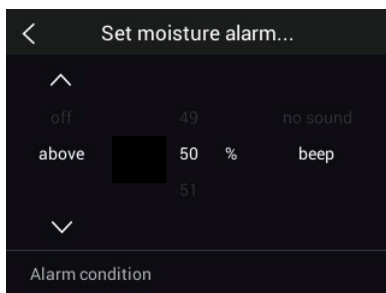 Set moisture alarm...
off 49 no sound
above 50 % beep
51
Alarm condition